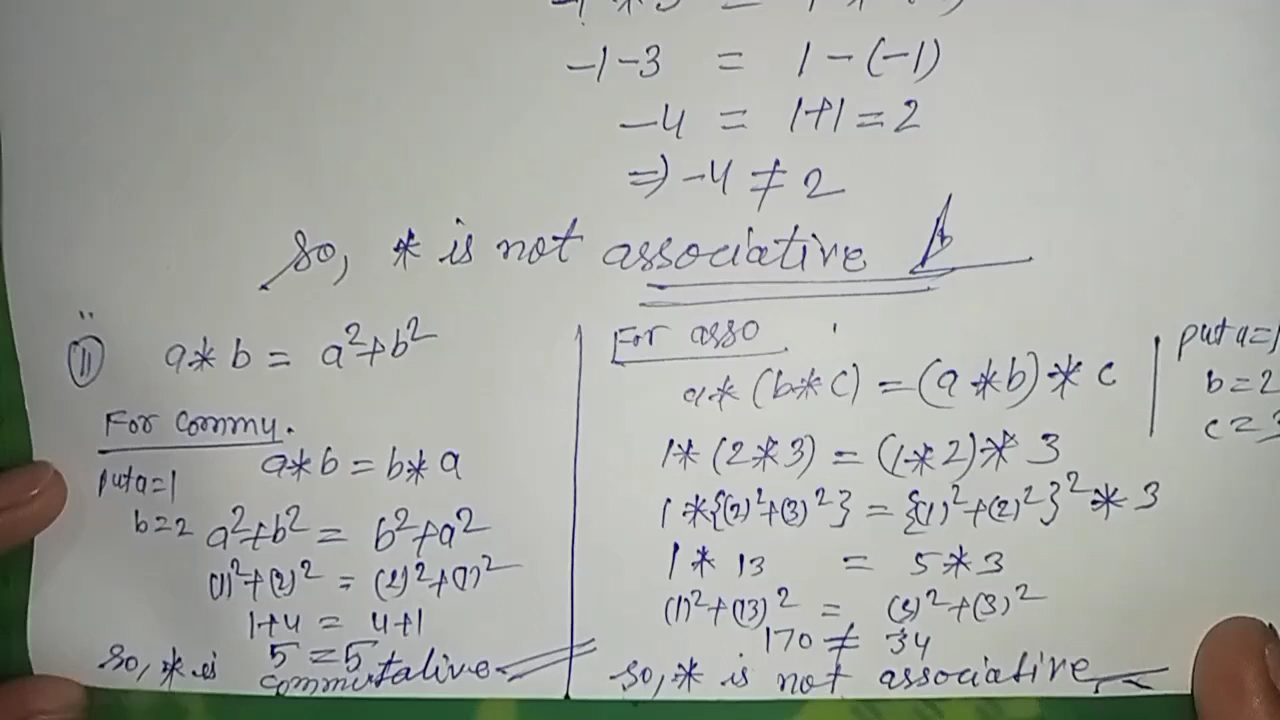 -1-3 = 1-(-1)
-4 = 1+1=2
⇒ -4 ≠ 2
So, * is not associative
(ii) a*b = a²+b²
For Commu.
a*b = b*a
put a=1
b=2
a²+b² = b²+a²
(1)²+(2)² = (2)²+(1)²
1+4 = 4+1
5=5
So, * is commutative
For asso
a*(b*c) = (a*b)*c
put a=1
b=2
c=3
1*(2*3) = (1*2)*3
1*{(2)²+(3)²} = {(1)²+(2)²}²*3
1*13 = 5*3
(1)²+(13)² = (5)²+(3)²
170 ≠ 34
So, * is not associative